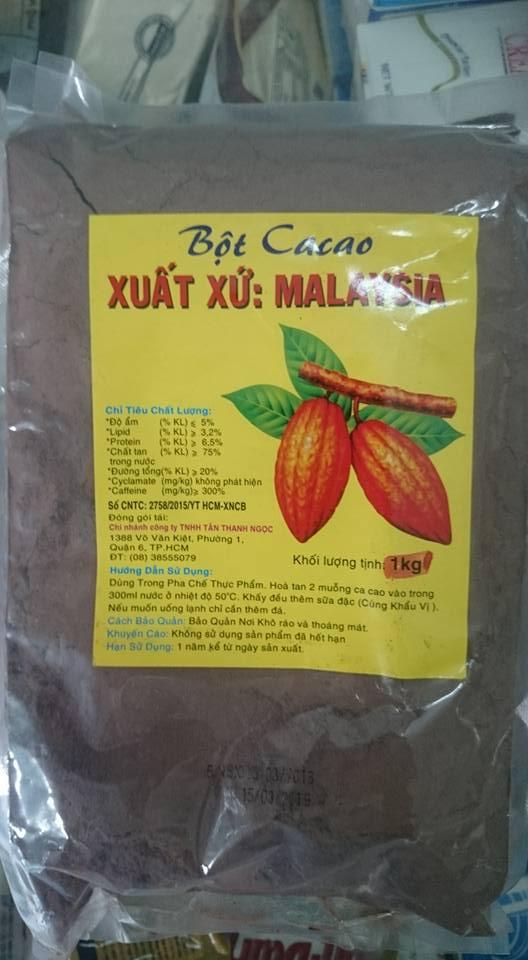 Bột Cacao
XUẤT XỨ: MALAYSIA
Chỉ Tiêu Chất Lượng:
*Độ ẩm (% KL) ≤ 5%
*Lipid (% KL) ≥ 3,2%
*Protein (% KL) ≥ 6,5%
*Chất tan (% KL) ≥ 75%
trong nước
*Đường tổng(% KL) ≥ 20%
*Cyclamate (mg/kg) không phát hiện
*Caffeine (mg/kg)≥ 300%
Số CNTC: 2758/2015/YT HCM-XNCB
Đóng gói tại:
Chi nhánh công ty TNHH TÂN THANH NGỌC
1388 Võ Văn Kiệt, Phường 1,
Quận 6, TP.HCM
ĐT: (08) 38555079
Khối lượng tịnh: 1kg
Hướng Dẫn Sử Dụng:
Dùng Trong Pha Chế Thực Phẩm. Hoà tan 2 muỗng ca cao vào trong
300ml nước ở nhiệt độ 50°C. Khấy đều thêm sữa đặc (Cùng Khẩu Vị ).
Nếu muốn uống lạnh chỉ cần thêm đá.
Cách Bảo Quản: Bảo Quản Nơi Khô ráo và thoáng mát.
Khuyến Cáo: Không sử dụng sản phẩm đã hết hạn
Hạn Sử Dụng: 1 năm kể từ ngày sản xuất.
15/03/2019